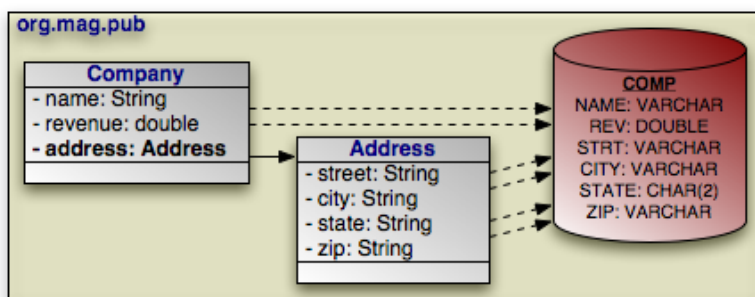 org.mag.pub
Company
- name: String
- revenue: double
- address: Address
Address
- street: String
- city: String
- state: String
- zip: String
COMP
NAME: VARCHAR
REV: DOUBLE
STRT: VARCHAR
CITY: VARCHAR
STATE: CHAR(2)
ZIP: VARCHAR